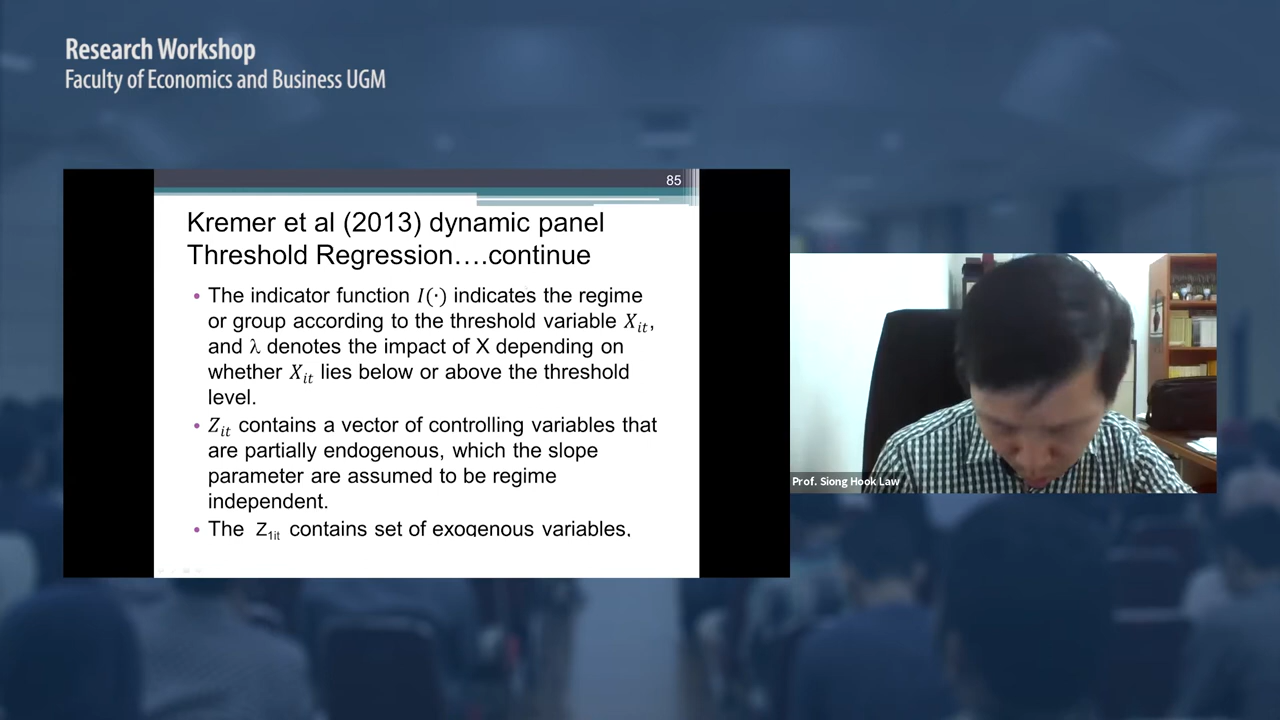 Research Workshop
Faculty of Economics and Business UGM
85
Kremer et al (2013) dynamic panel
Threshold Regression….continue
• The indicator function I(·) indicates the regime
or group according to the threshold variable Xit,
and λ denotes the impact of X depending on
whether Xit lies below or above the threshold
level.
• Zit contains a vector of controlling variables that
are partially endogenous, which the slope
parameter are assumed to be regime
independent.
• The Z1it contains set of exogenous variables,
Prof. Siong Hook Law